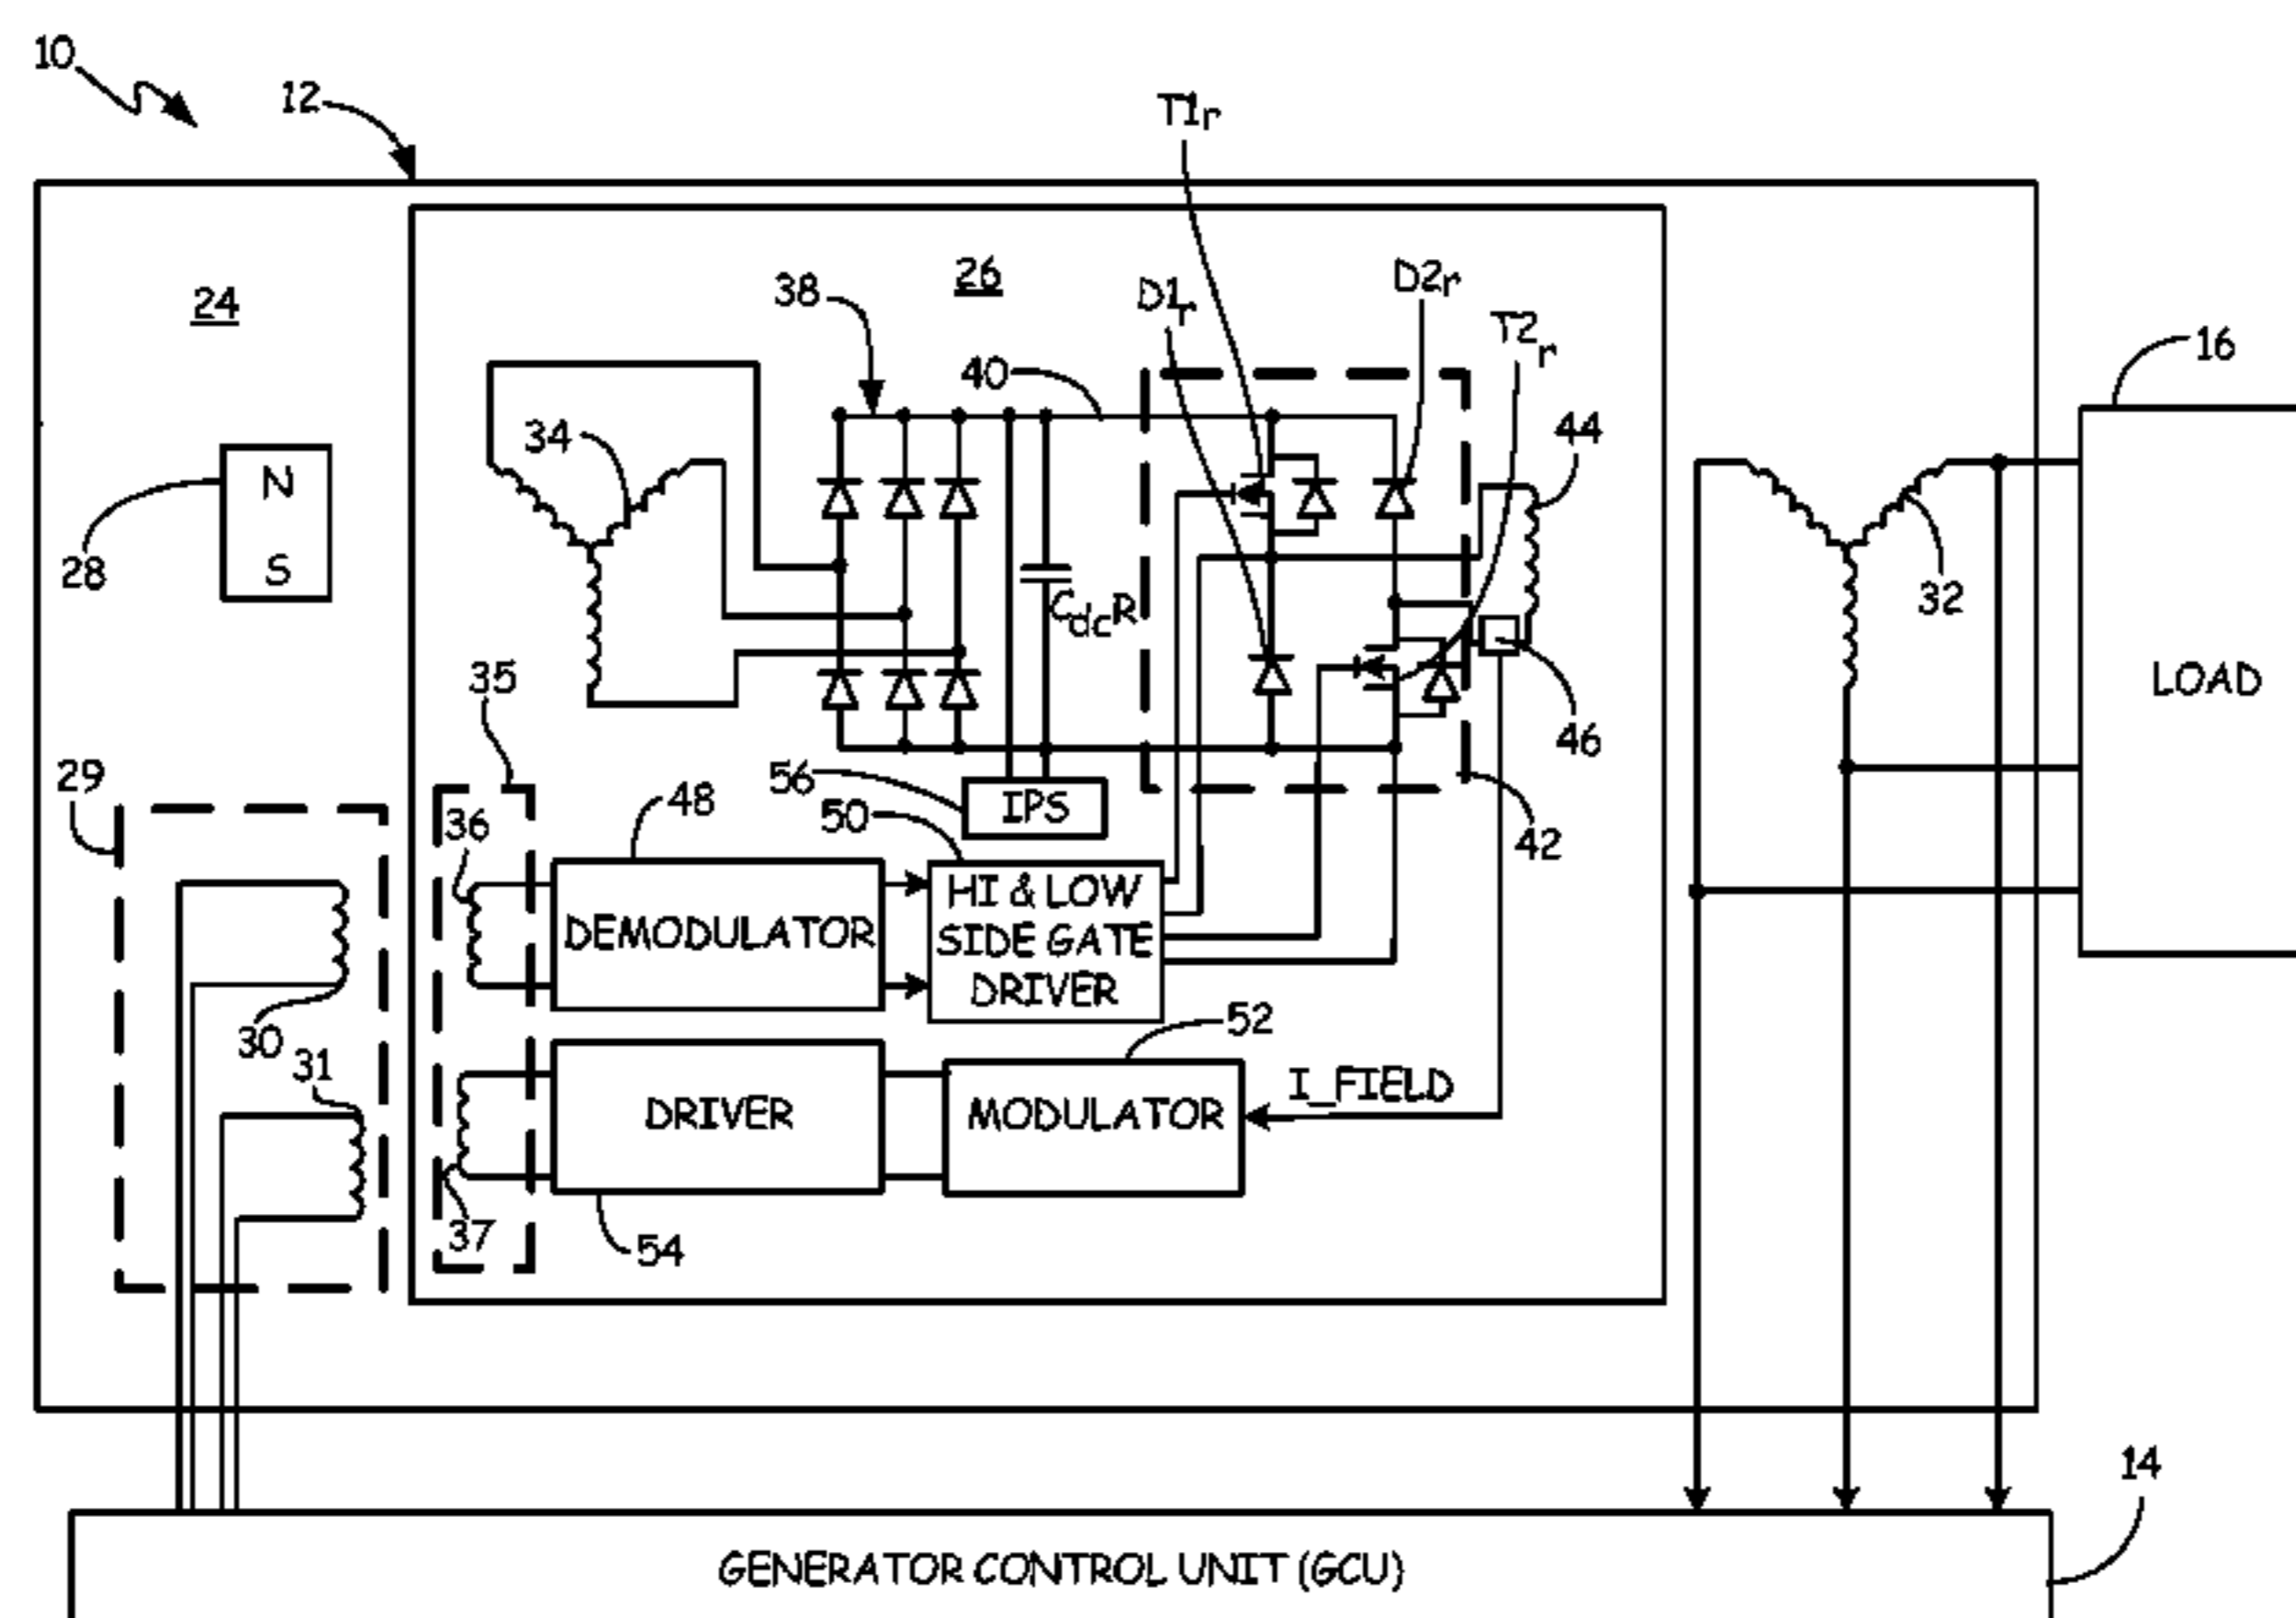 10
12
T1r
24
26
38
D1r
D2r
T2r
16
40
34
44
N
S
28
32
CdcR
LOAD
35
46
29
56
IPS
48
36
50
42
DEMODULATOR
HI & LOW
SIDE GATE
DRIVER
30
52
31
DRIVER
MODULATOR
I_FIELD
37
54
14
GENERATOR CONTROL UNIT (GCU)